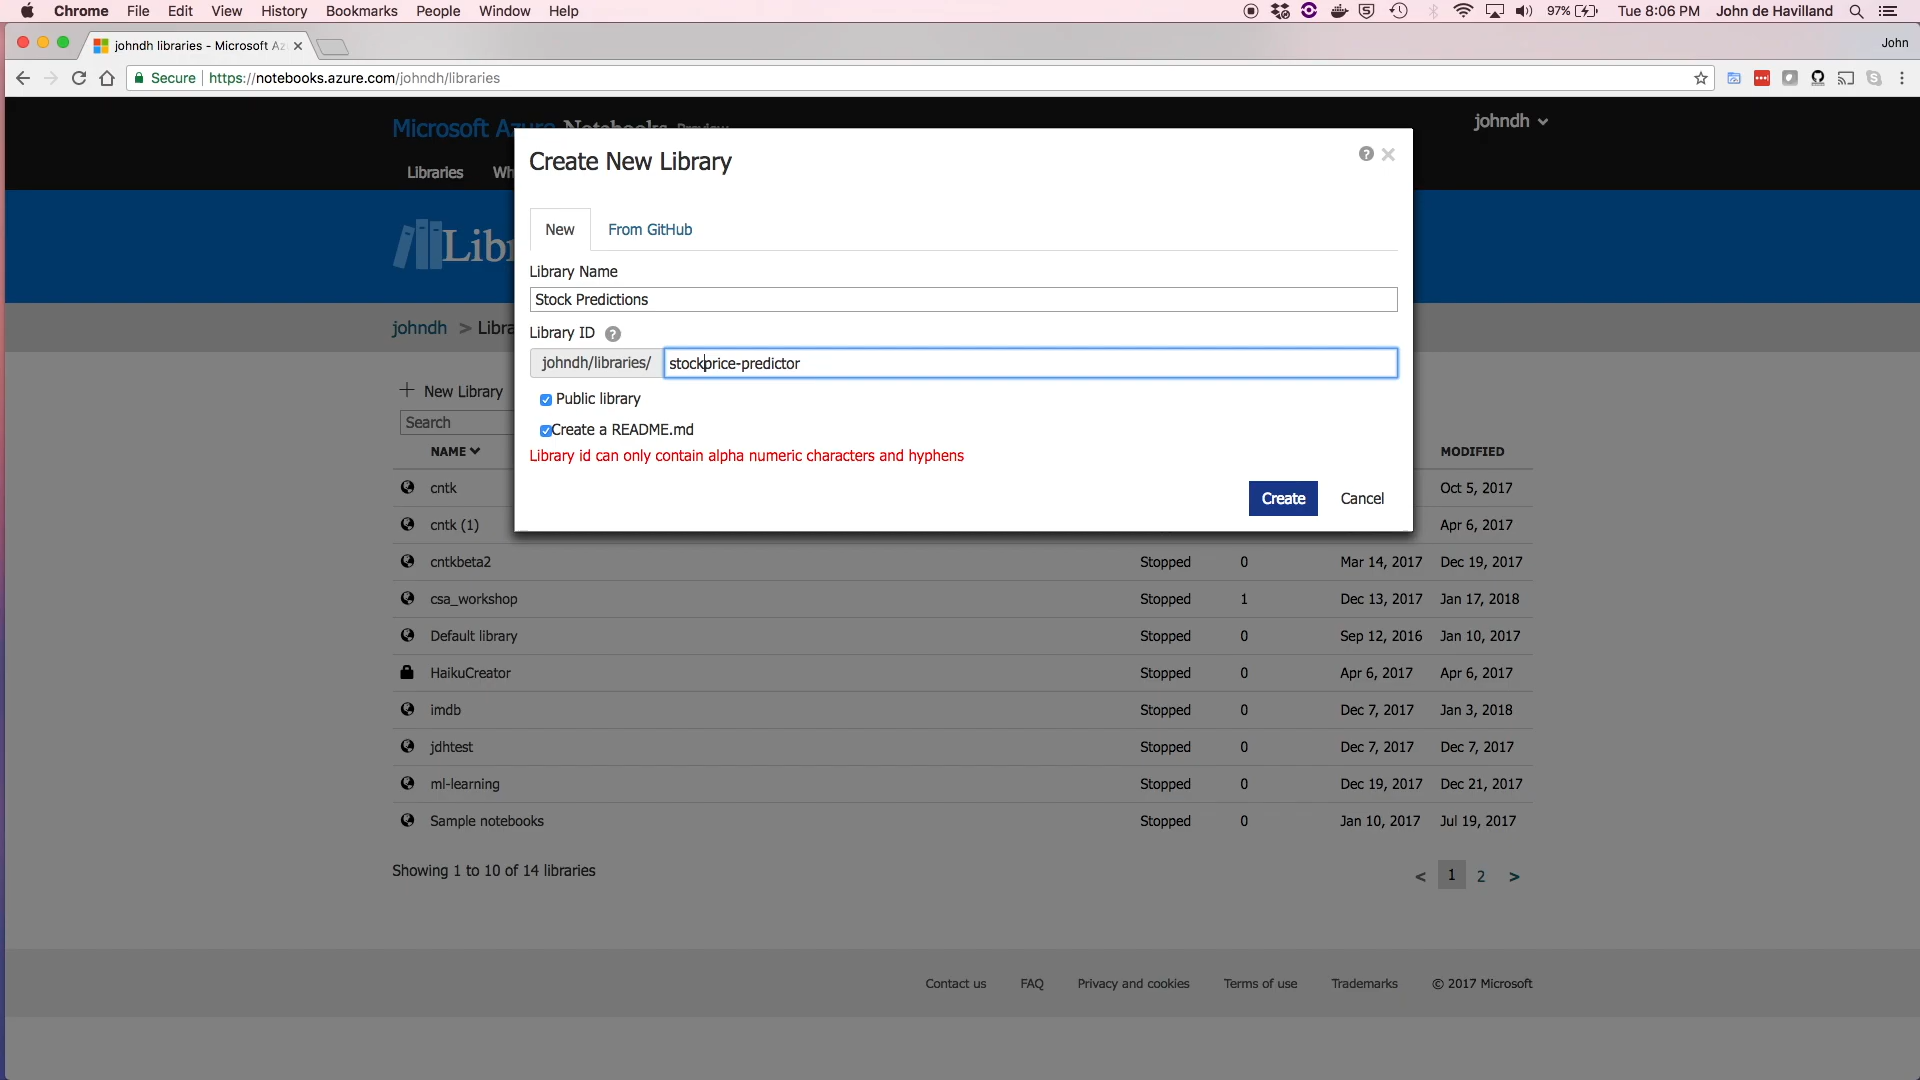 Chrome File Edit View History Bookmarks People Window Help 97% Tue 8:06 PM John de Havilland
johndh libraries - Microsoft Az John
Secure https://notebooks.azure.com/johndh/libraries
Microsoft Azure Notebooks Preview johndh
Libraries Wh
Create New Library
New From GitHub
Library Name
Stock Predictions
Library ID ?
johndh/libraries/ stockprice-predictor
Public library
Create a README.md
Library id can only contain alpha numeric characters and hyphens
Create Cancel
Libr
johndh > Libra
+ New Library
Search
NAME MODIFIED
cntk Oct 5, 2017
cntk (1) Apr 6, 2017
cntkbeta2 Stopped 0 Mar 14, 2017 Dec 19, 2017
csa_workshop Stopped 1 Dec 13, 2017 Jan 17, 2018
Default library Stopped 0 Sep 12, 2016 Jan 10, 2017
HaikuCreator Stopped 0 Apr 6, 2017 Apr 6, 2017
imdb Stopped 0 Dec 7, 2017 Jan 3, 2018
jdhtest Stopped 0 Dec 7, 2017 Dec 7, 2017
ml-learning Stopped 0 Dec 19, 2017 Dec 21, 2017
Sample notebooks Stopped 0 Jan 10, 2017 Jul 19, 2017
Showing 1 to 10 of 14 libraries < 1 2 >
Contact us FAQ Privacy and cookies Terms of use Trademarks © 2017 Microsoft